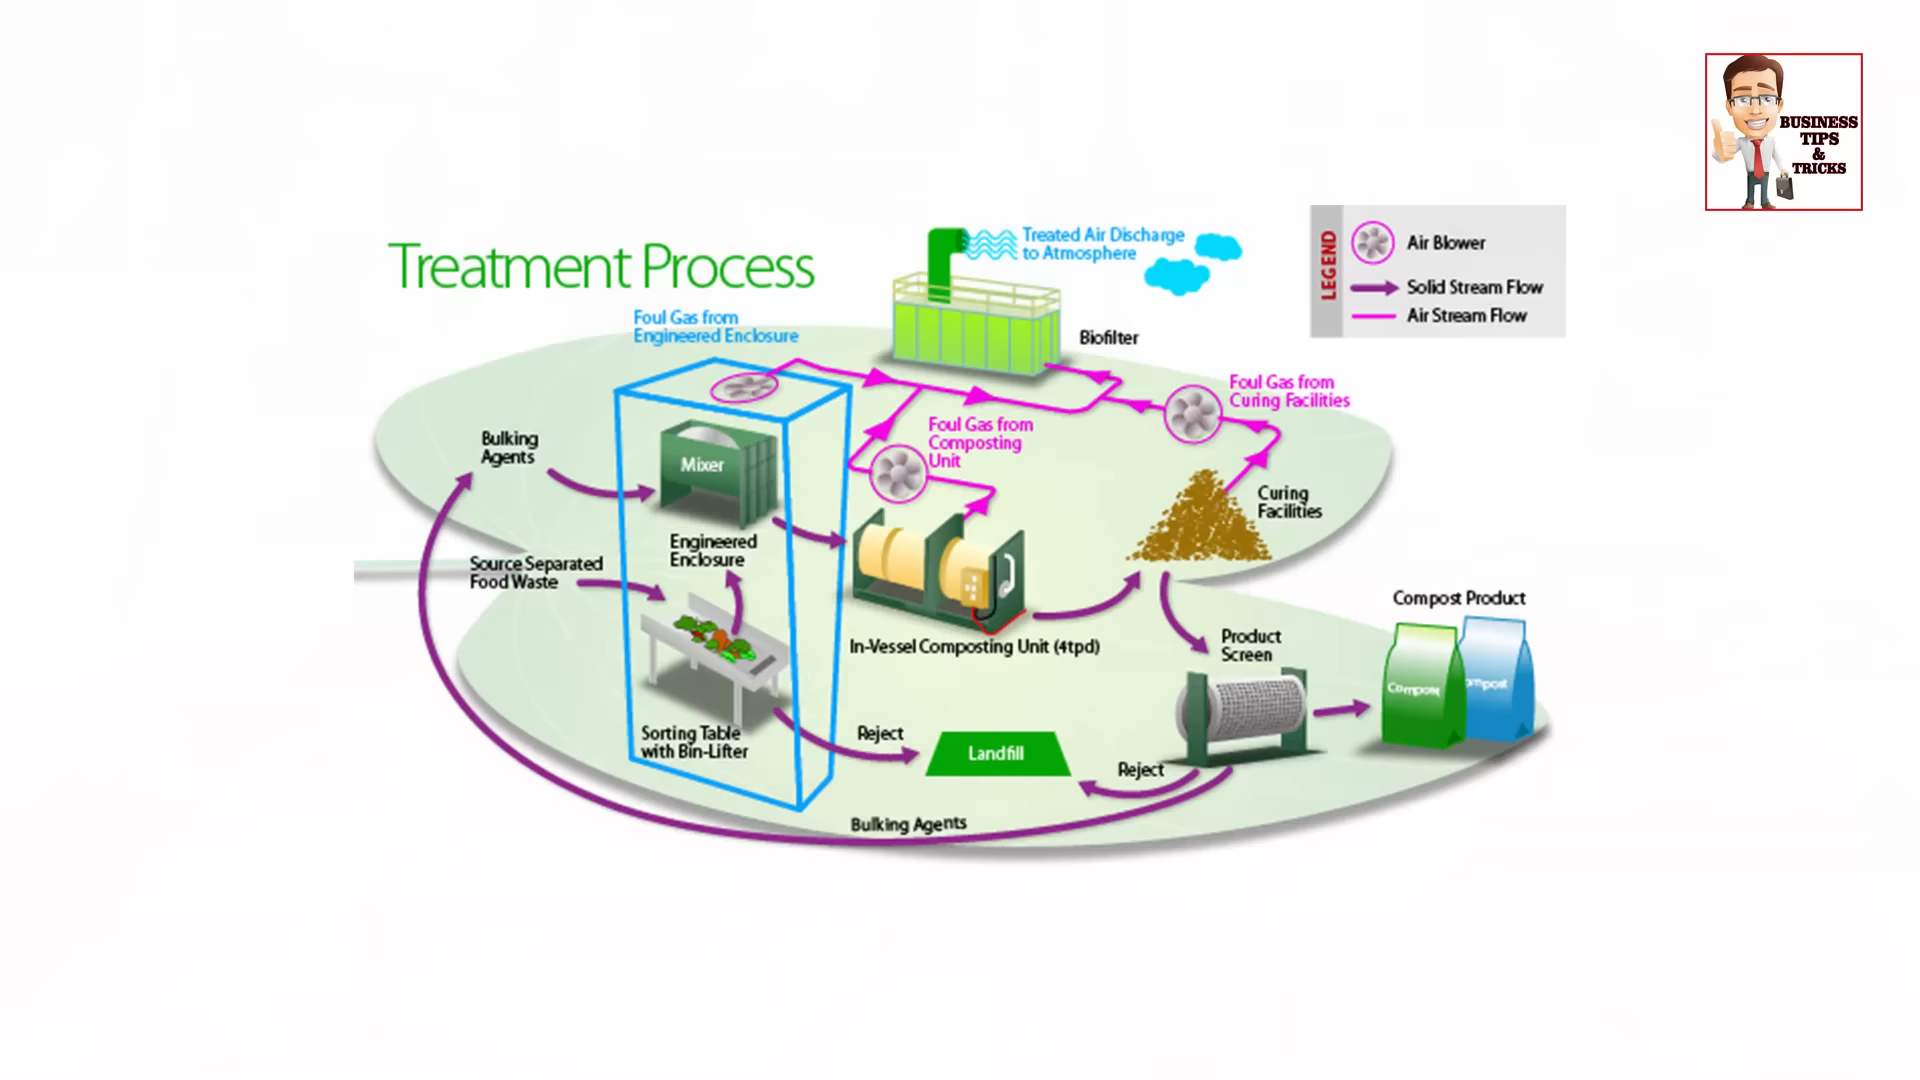 BUSINESS
TIPS
&
TRICKS
Treatment Process
Treated Air Discharge
to Atmosphere
LEGEND
Air Blower
Solid Stream Flow
Air Stream Flow
Foul Gas from
Engineered Enclosure
Biofilter
Foul Gas from
Curing Facilities
Foul Gas from
Composting
Unit
Bulking
Agents
Mixer
Curing
Facilities
Engineered
Enclosure
Source Separated
Food Waste
In-Vessel Composting Unit (4tpd)
Compost Product
Product
Screen
Compost
ompost
Sorting Table
with Bin-Lifter
Reject
Landfill
Reject
Bulking Agents